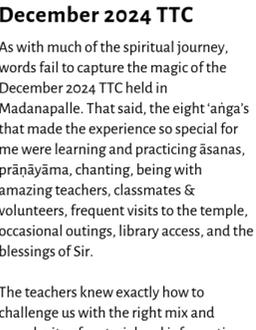 December 2024 TTC
As with much of the spiritual journey,
words fail to capture the magic of the
December 2024 TTC held in
Madanapalle. That said, the eight ‘aṅga’s
that made the experience so special for
me were learning and practicing āsanas,
prāṇāyāma, chanting, being with
amazing teachers, classmates &
volunteers, frequent visits to the temple,
occasional outings, library access, and the
blessings of Sir.
The teachers knew exactly how to
challenge us with the right mix and